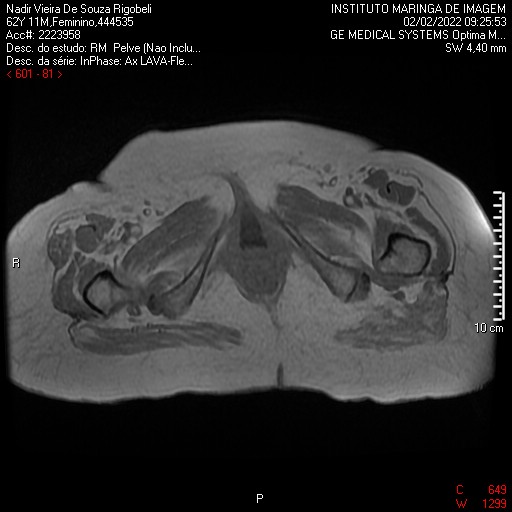 Nadir Vieira De Souza Rigobeli
62Y 11M,Feminino,444535
Acc#: 2223958
Desc. do estudo: RM Pelve (Nao Inclu...
Desc. da série: InPhase: Ax LAVA-Fle...
< 601 - 81 >
INSTITUTO MARINGA DE IMAGEM
02/02/2022 09:25:53
GE MEDICAL SYSTEMS Optima M...
SW 4,40 mm
R
10 cm
P
C 649
W 1299